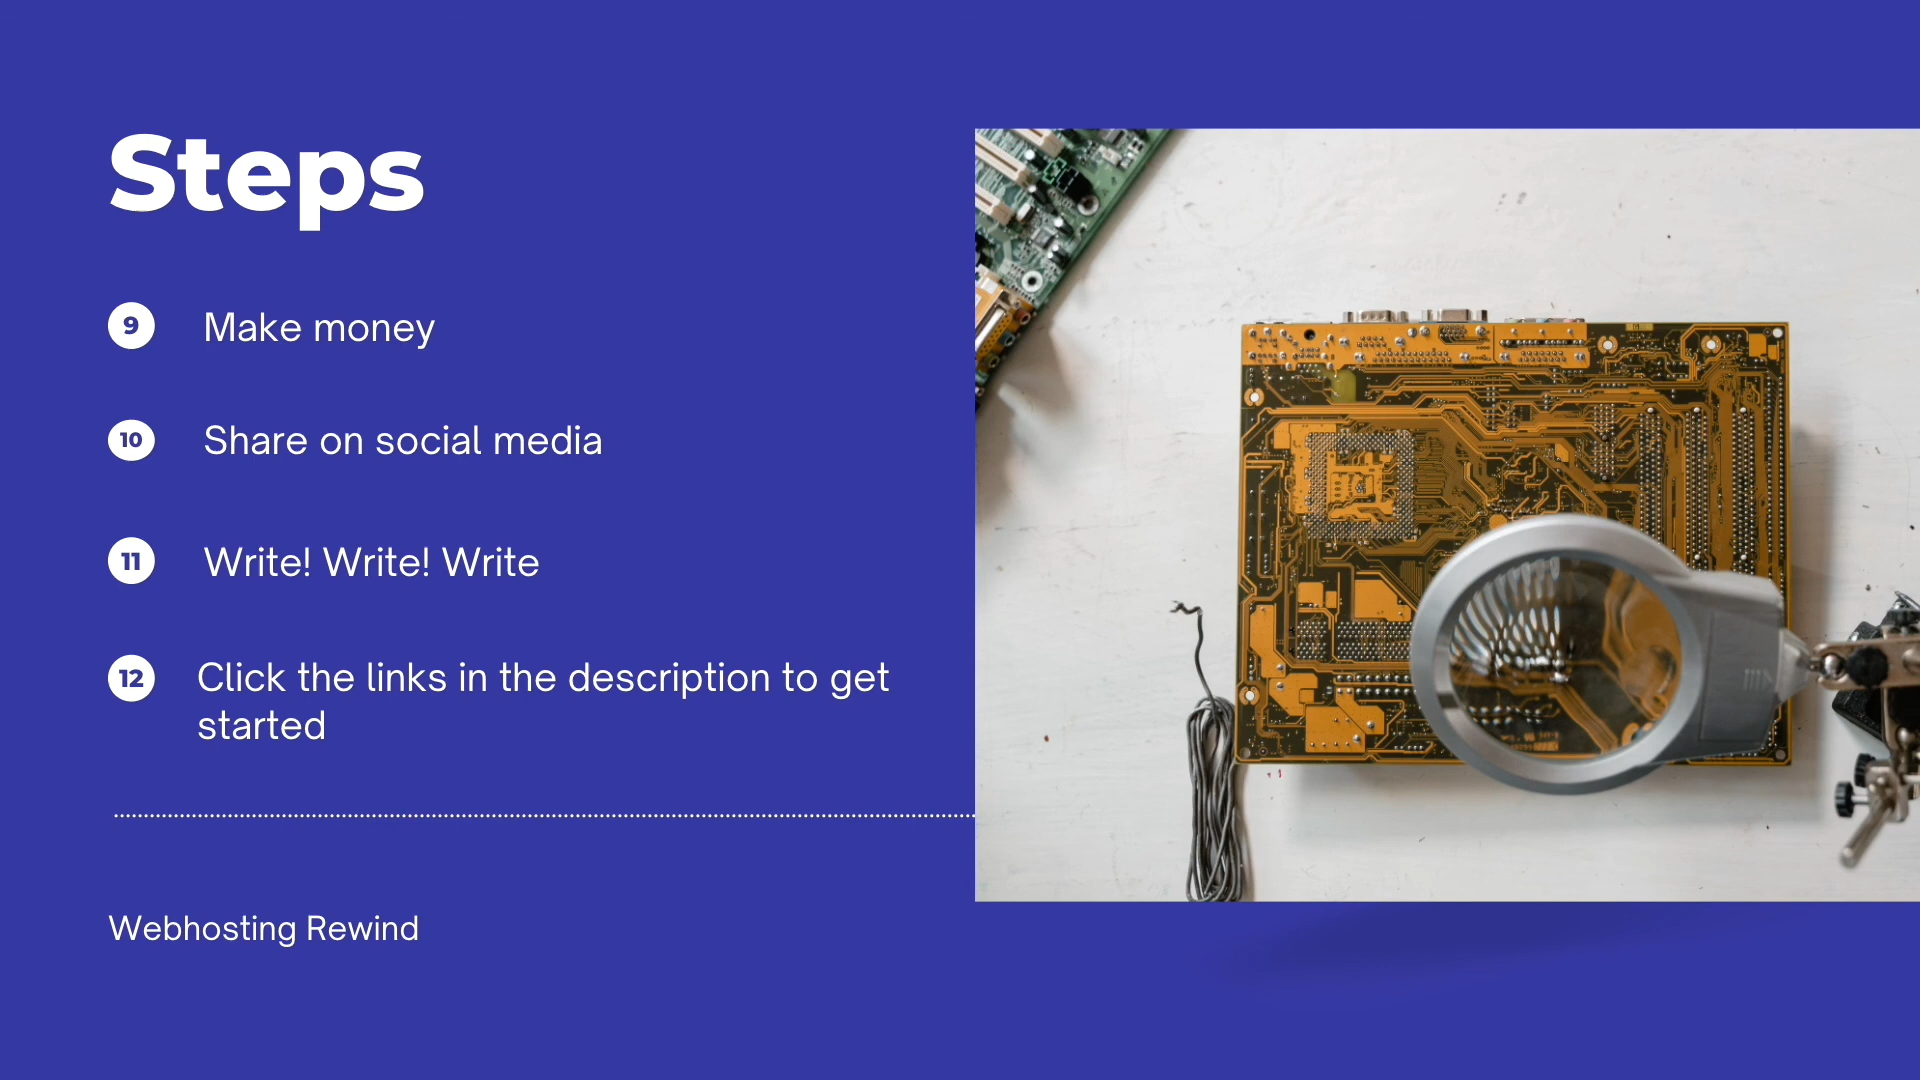 Steps
9 Make money
10 Share on social media
11 Write! Write! Write
12 Click the links in the description to get
started
Webhosting Rewind